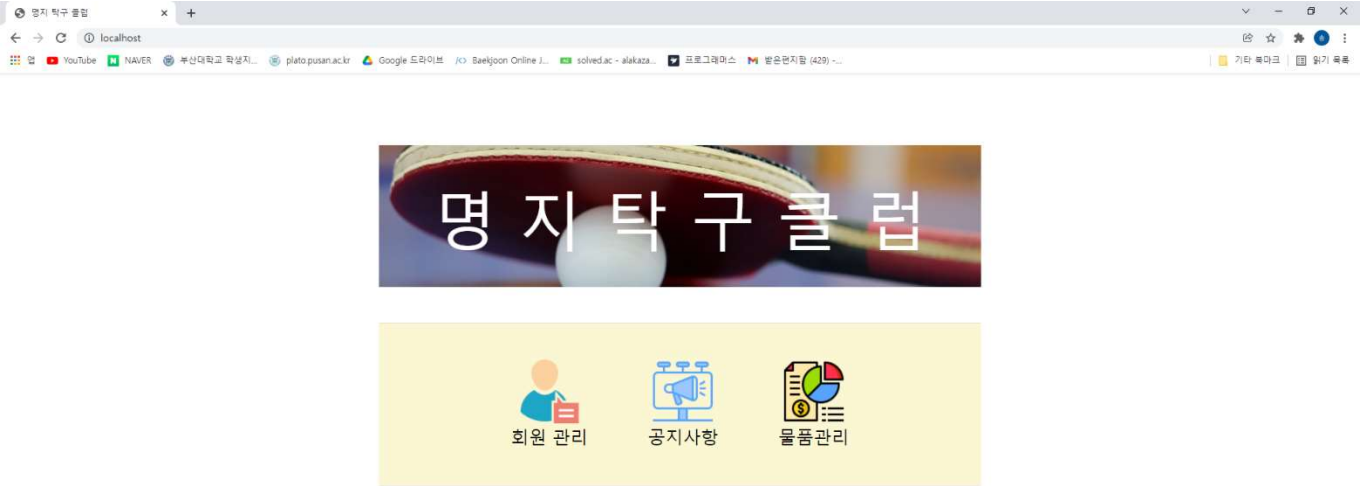 명지 탁구 클럽
localhost
앱 YouTube NAVER 부산대학교 학생지... plato.pusan.ac.kr Google 드라이브 Baekjoon Online J... solved.ac - alakaza... 프로그래머스 받은편지함 (429) -... 기타 북마크 읽기 목록
명지탁구클럽
회원 관리 공지사항 물품관리